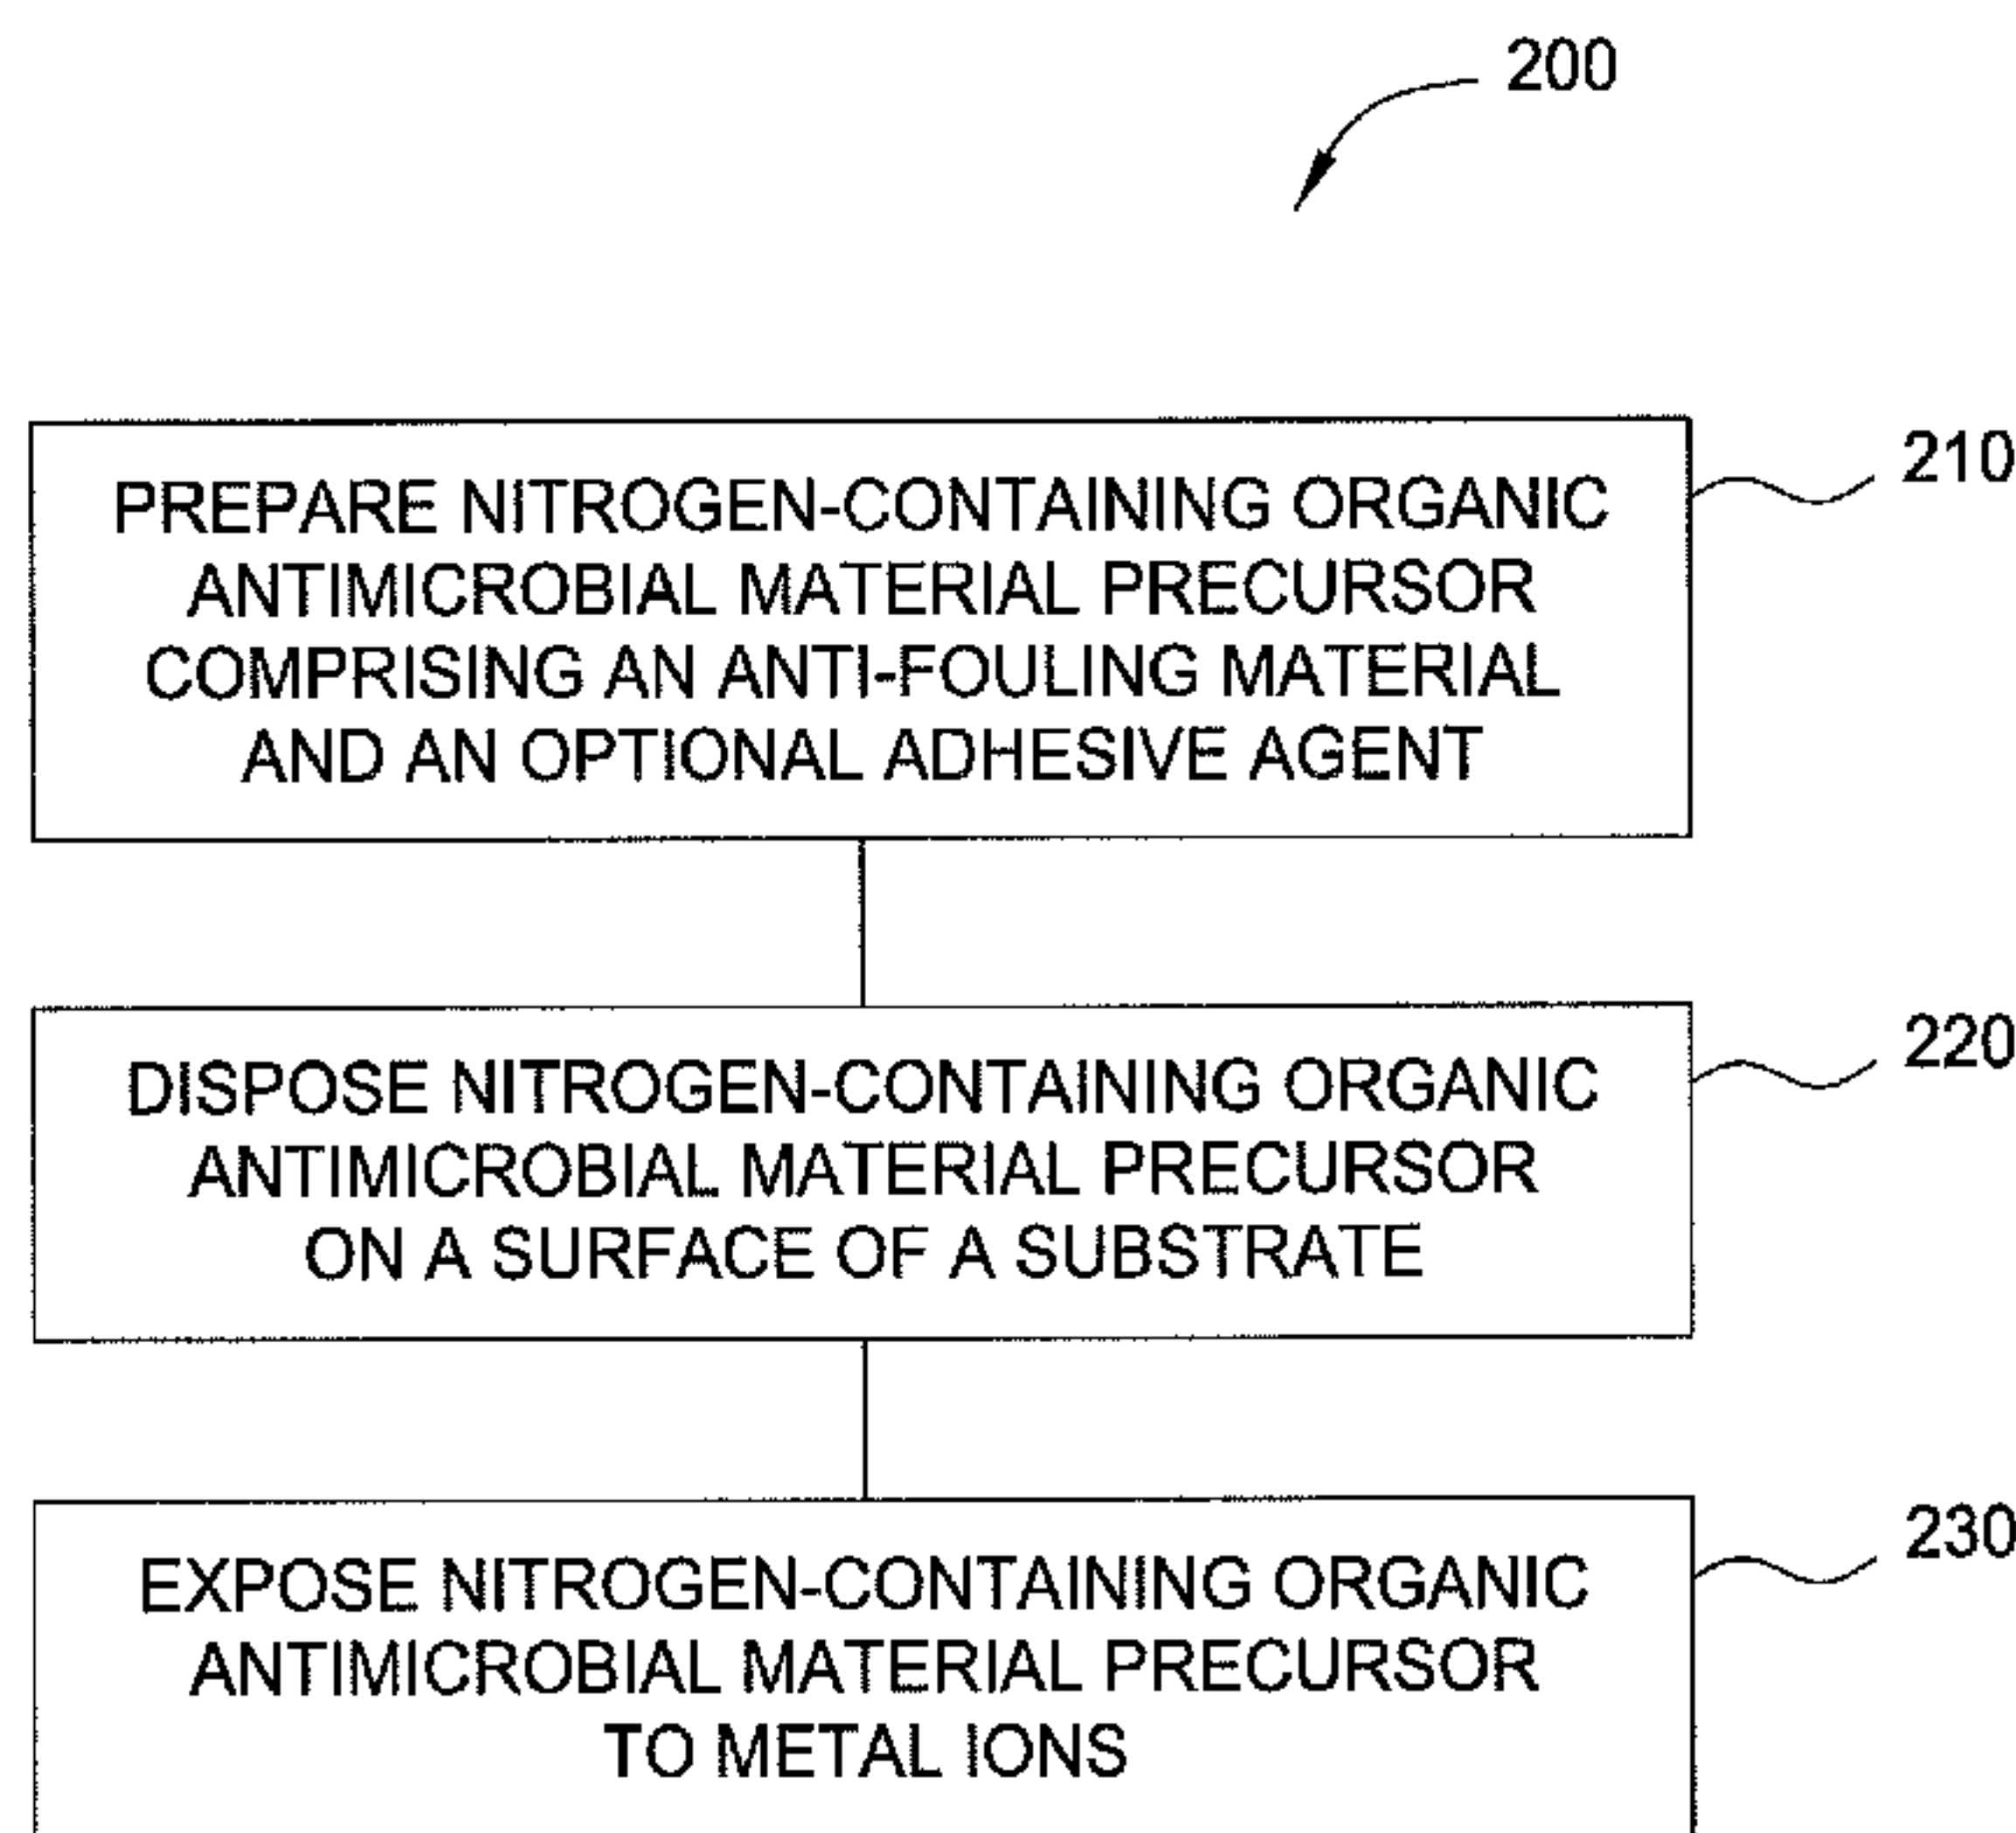 200
PREPARE NITROGEN-CONTAINING ORGANIC
ANTIMICROBIAL MATERIAL PRECURSOR
COMPRISING AN ANTI-FOULING MATERIAL
AND AN OPTIONAL ADHESIVE AGENT
210
DISPOSE NITROGEN-CONTAINING ORGANIC
ANTIMICROBIAL MATERIAL PRECURSOR
ON A SURFACE OF A SUBSTRATE
220
EXPOSE NITROGEN-CONTAINING ORGANIC
ANTIMICROBIAL MATERIAL PRECURSOR
TO METAL IONS
230